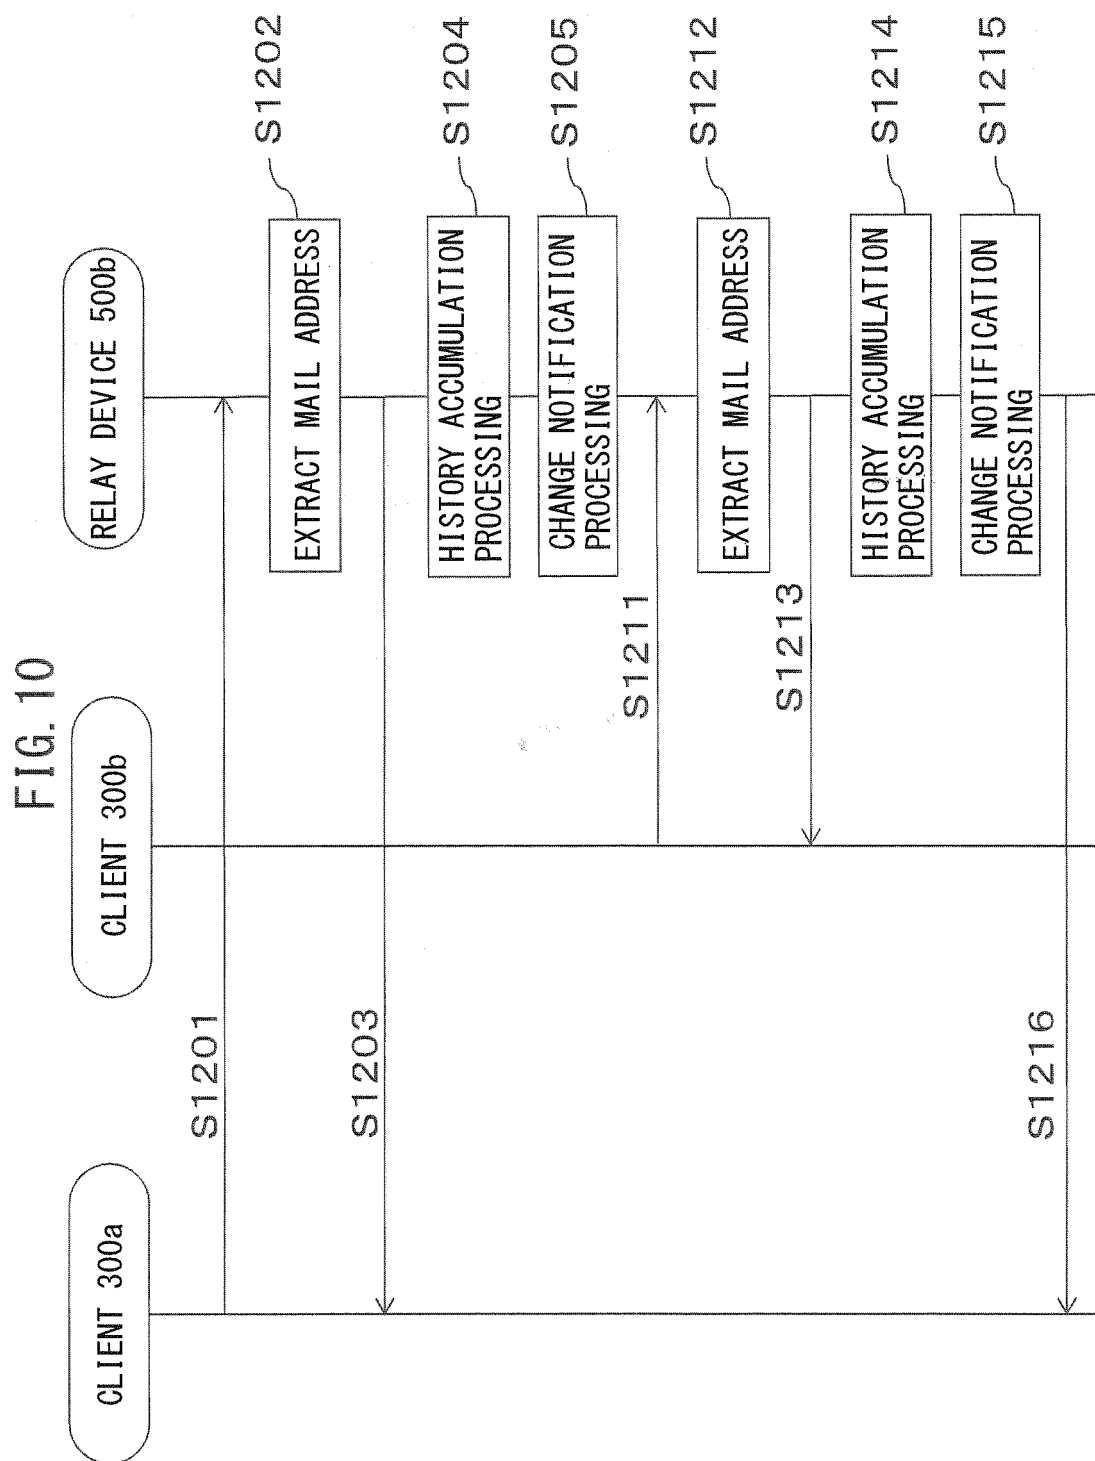 FIG. 10
CLIENT 300a
CLIENT 300b
RELAY DEVICE 500b
S1201
EXTRACT MAIL ADDRESS
S1202
S1203
HISTORY ACCUMULATION
PROCESSING
S1204
CHANGE NOTIFICATION
PROCESSING
S1205
S1211
EXTRACT MAIL ADDRESS
S1212
S1213
HISTORY ACCUMULATION
PROCESSING
S1214
CHANGE NOTIFICATION
PROCESSING
S1215
S1216